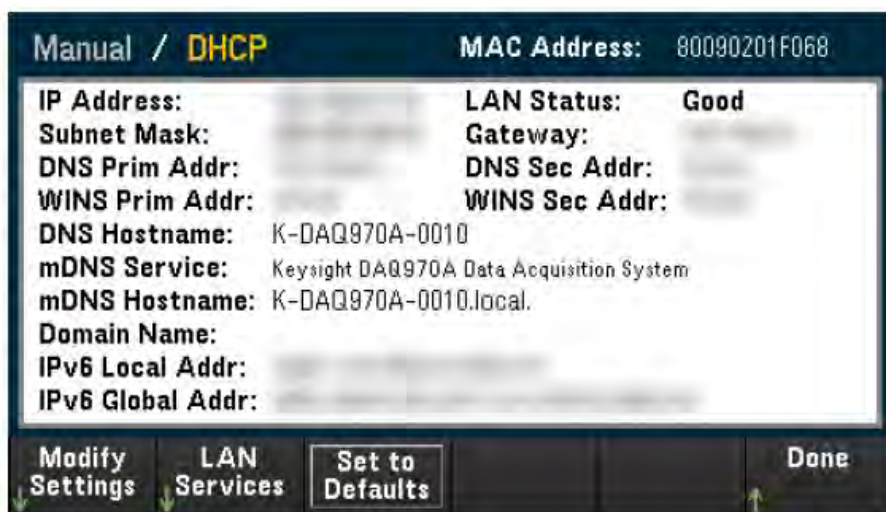 Manual / DHCP MAC Address: 80090201F068
IP Address: LAN Status: Good
Subnet Mask: Gateway:
DNS Prim Addr: DNS Sec Addr:
WINS Prim Addr: WINS Sec Addr:
DNS Hostname: K-DAQ970A-0010
mDNS Service: Keysight DAQ970A Data Acquisition System
mDNS Hostname: K-DAQ970A-0010.local.
Domain Name:
IPv6 Local Addr:
IPv6 Global Addr:
Modify Settings
LAN Services
Set to Defaults
Done